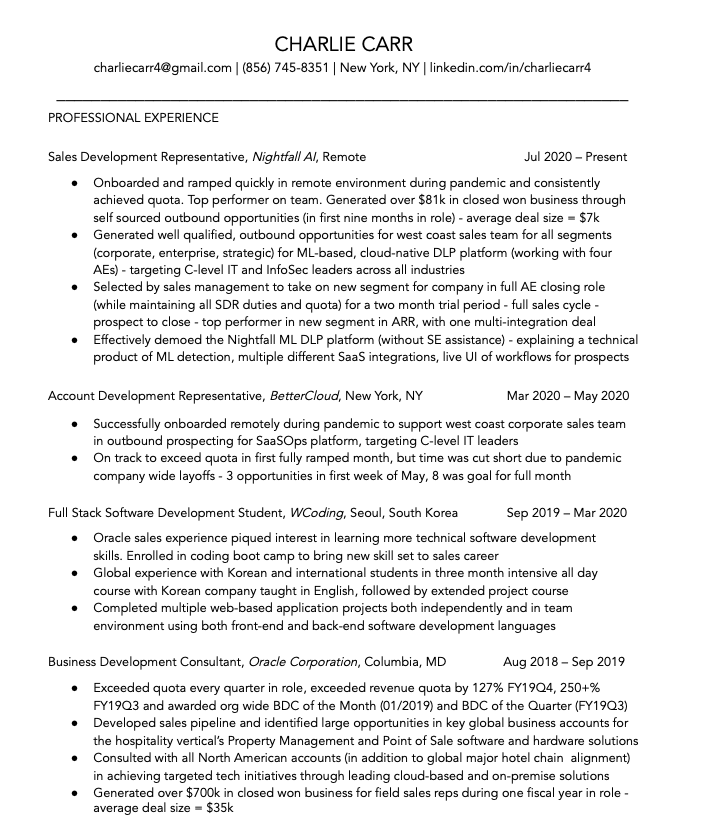 CHARLIE CARR
charliecarr4@gmail.com | (856) 745-8351 | New York, NY | linkedin.com/in/charliecarr4
PROFESSIONAL EXPERIENCE
Sales Development Representative, Nightfall AI, Remote Jul 2020 – Present
● Onboarded and ramped quickly in remote environment during pandemic and consistently
achieved quota. Top performer on team. Generated over $81k in closed won business through
self sourced outbound opportunities (in first nine months in role) - average deal size = $7k
● Generated well qualified, outbound opportunities for west coast sales team for all segments
(corporate, enterprise, strategic) for ML-based, cloud-native DLP platform (working with four
AEs) - targeting C-level IT and InfoSec leaders across all industries
● Selected by sales management to take on new segment for company in full AE closing role
(while maintaining all SDR duties and quota) for a two month trial period - full sales cycle -
prospect to close - top performer in new segment in ARR, with one multi-integration deal
● Effectively demoed the Nightfall ML DLP platform (without SE assistance) - explaining a technical
product of ML detection, multiple different SaaS integrations, live UI of workflows for prospects
Account Development Representative, BetterCloud, New York, NY Mar 2020 – May 2020
● Successfully onboarded remotely during pandemic to support west coast corporate sales team
in outbound prospecting for SaaSOps platform, targeting C-level IT leaders
● On track to exceed quota in first fully ramped month, but time was cut short due to pandemic
company wide layoffs - 3 opportunities in first week of May, 8 was goal for full month
Full Stack Software Development Student, WCoding, Seoul, South Korea Sep 2019 – Mar 2020
● Oracle sales experience piqued interest in learning more technical software development
skills. Enrolled in coding boot camp to bring new skill set to sales career
● Global experience with Korean and international students in three month intensive all day
course with Korean company taught in English, followed by extended project course
● Completed multiple web-based application projects both independently and in team
environment using both front-end and back-end software development languages
Business Development Consultant, Oracle Corporation, Columbia, MD Aug 2018 – Sep 2019
● Exceeded quota every quarter in role, exceeded revenue quota by 127% FY19Q4, 250+%
FY19Q3 and awarded org wide BDC of the Month (01/2019) and BDC of the Quarter (FY19Q3)
● Developed sales pipeline and identified large opportunities in key global business accounts for
the hospitality vertical's Property Management and Point of Sale software and hardware solutions
● Consulted with all North American accounts (in addition to global major hotel chain alignment)
in achieving targeted tech initiatives through leading cloud-based and on-premise solutions
● Generated over $700k in closed won business for field sales reps during one fiscal year in role -
average deal size = $35k